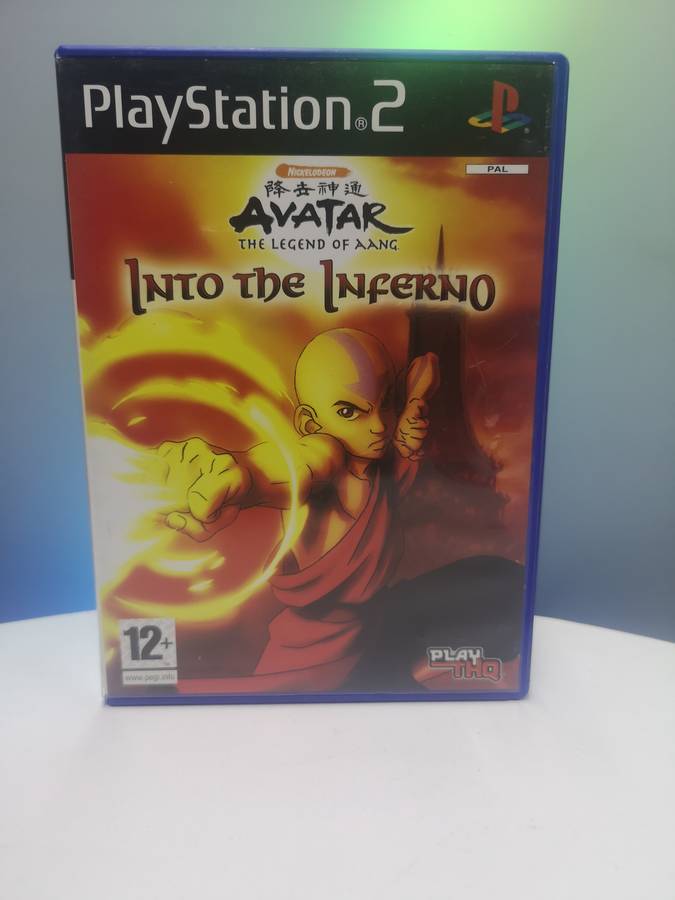 PlayStation®2
PAL
NICKELODEON
降去神通
AVATAR
THE LEGEND OF AANG
INTO THE INFERNO
12+
www.pegi.info
PLAY
THQ